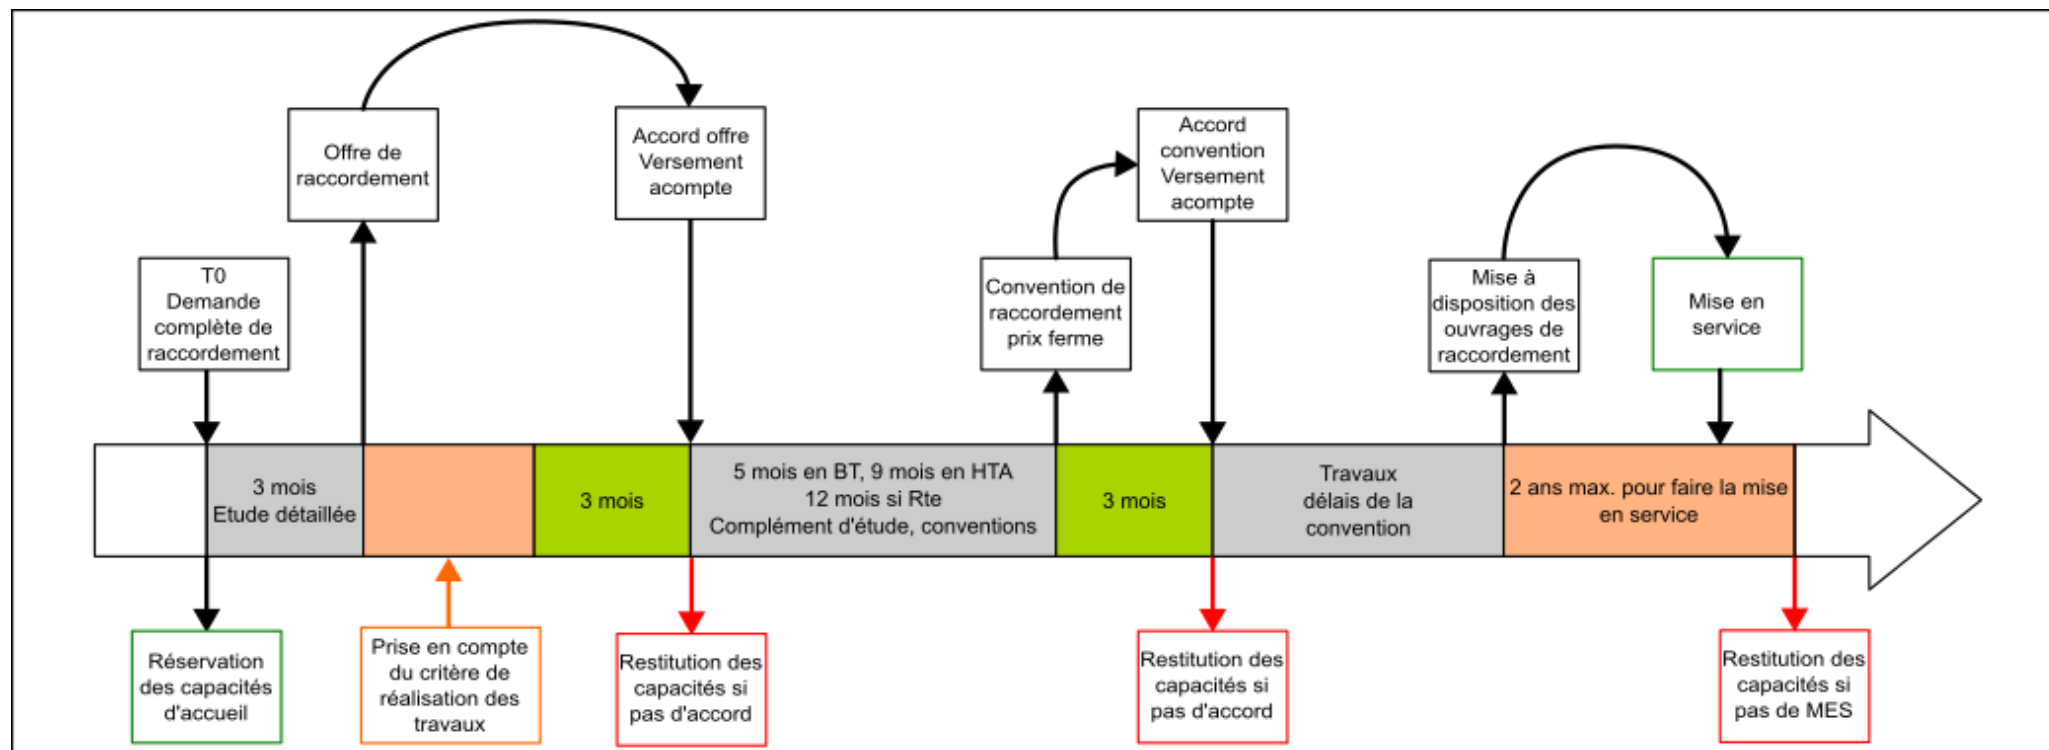 Offre de
raccordement
Accord offre
Versement
acompte
Accord
convention
Versement
acompte
T0
Demande
complète de
raccordement
Convention de
raccordement
prix ferme
Mise à
disposition des
ouvrages de
raccordement
Mise en
service
3 mois
Etude détaillée
3 mois
5 mois en BT, 9 mois en HTA
12 mois si Rte
Complément d'étude, conventions
3 mois
Travaux
délais de la
convention
2 ans max. pour faire la mise
en service
Réservation
des capacités
d'accueil
Prise en compte
du critère de
réalisation des
travaux
Restitution des
capacités si
pas d'accord
Restitution des
capacités si
pas d'accord
Restitution des
capacités si
pas de MES